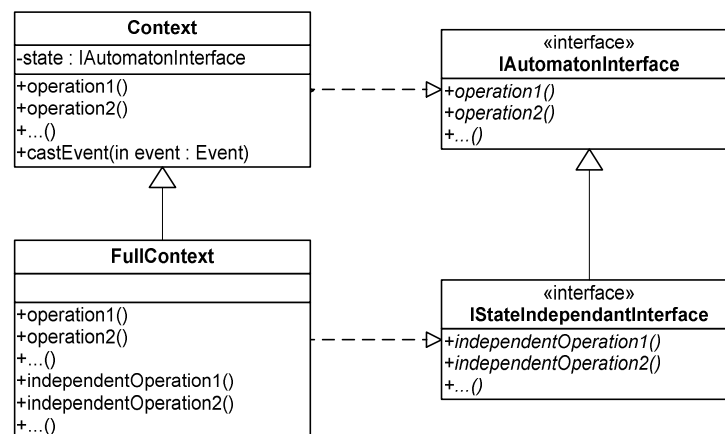 Context
-state : IAutomatonInterface
+operation1()
+operation2()
+...()
+castEvent(in event : Event)
«interface»
IAutomatonInterface
+operation1()
+operation2()
+...()
FullContext
+operation1()
+operation2()
+...()
+independentOperation1()
+independentOperation2()
+...()
«interface»
IStateIndependantInterface
+independentOperation1()
+independentOperation2()
+...()